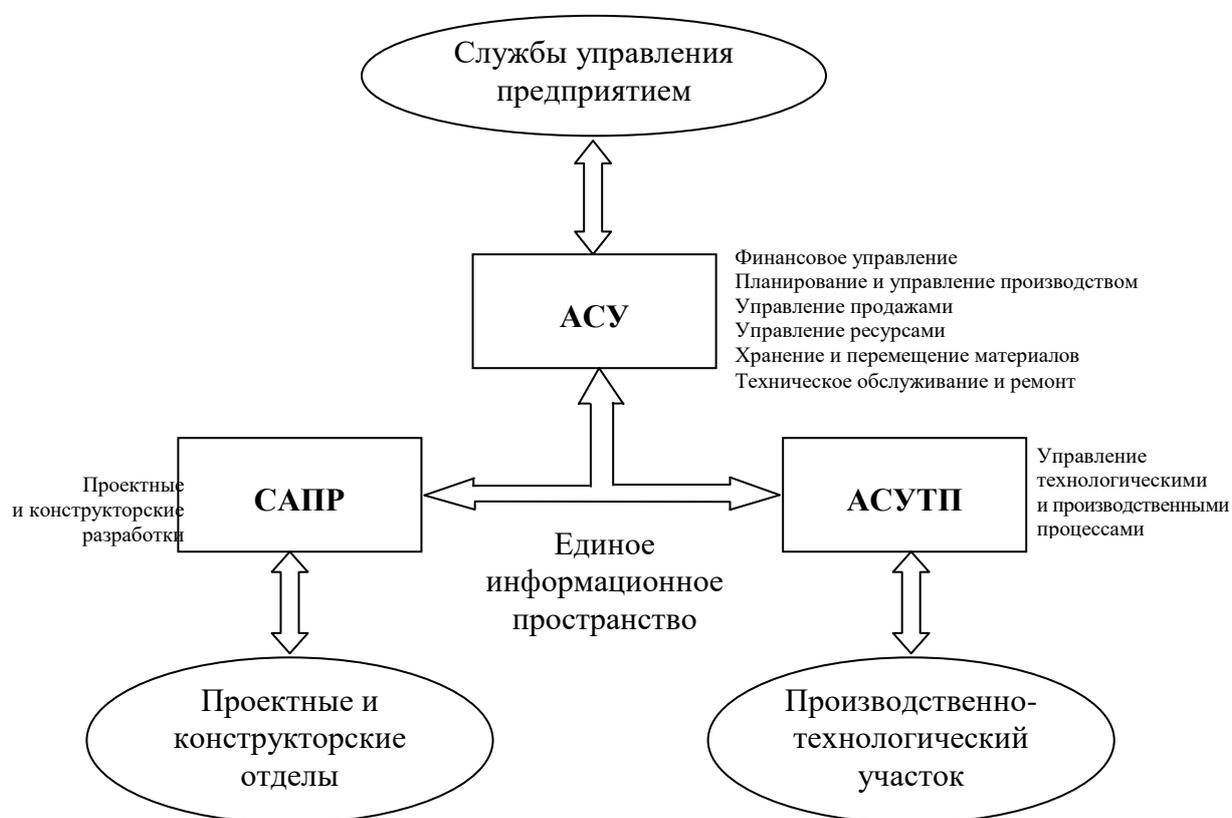 Службы управления
предприятием
АСУ
Финансовое управление
Планирование и управление производством
Управление продажами
Управление ресурсами
Хранение и перемещение материалов
Техническое обслуживание и ремонт
Проектные
и конструкторские
разработки
САПР
АСУТП
Управление
технологическими
и производственными
процессами
Единое
информационное
пространство
Проектные и
конструкторские
отделы
Производственно-
технологический
участок